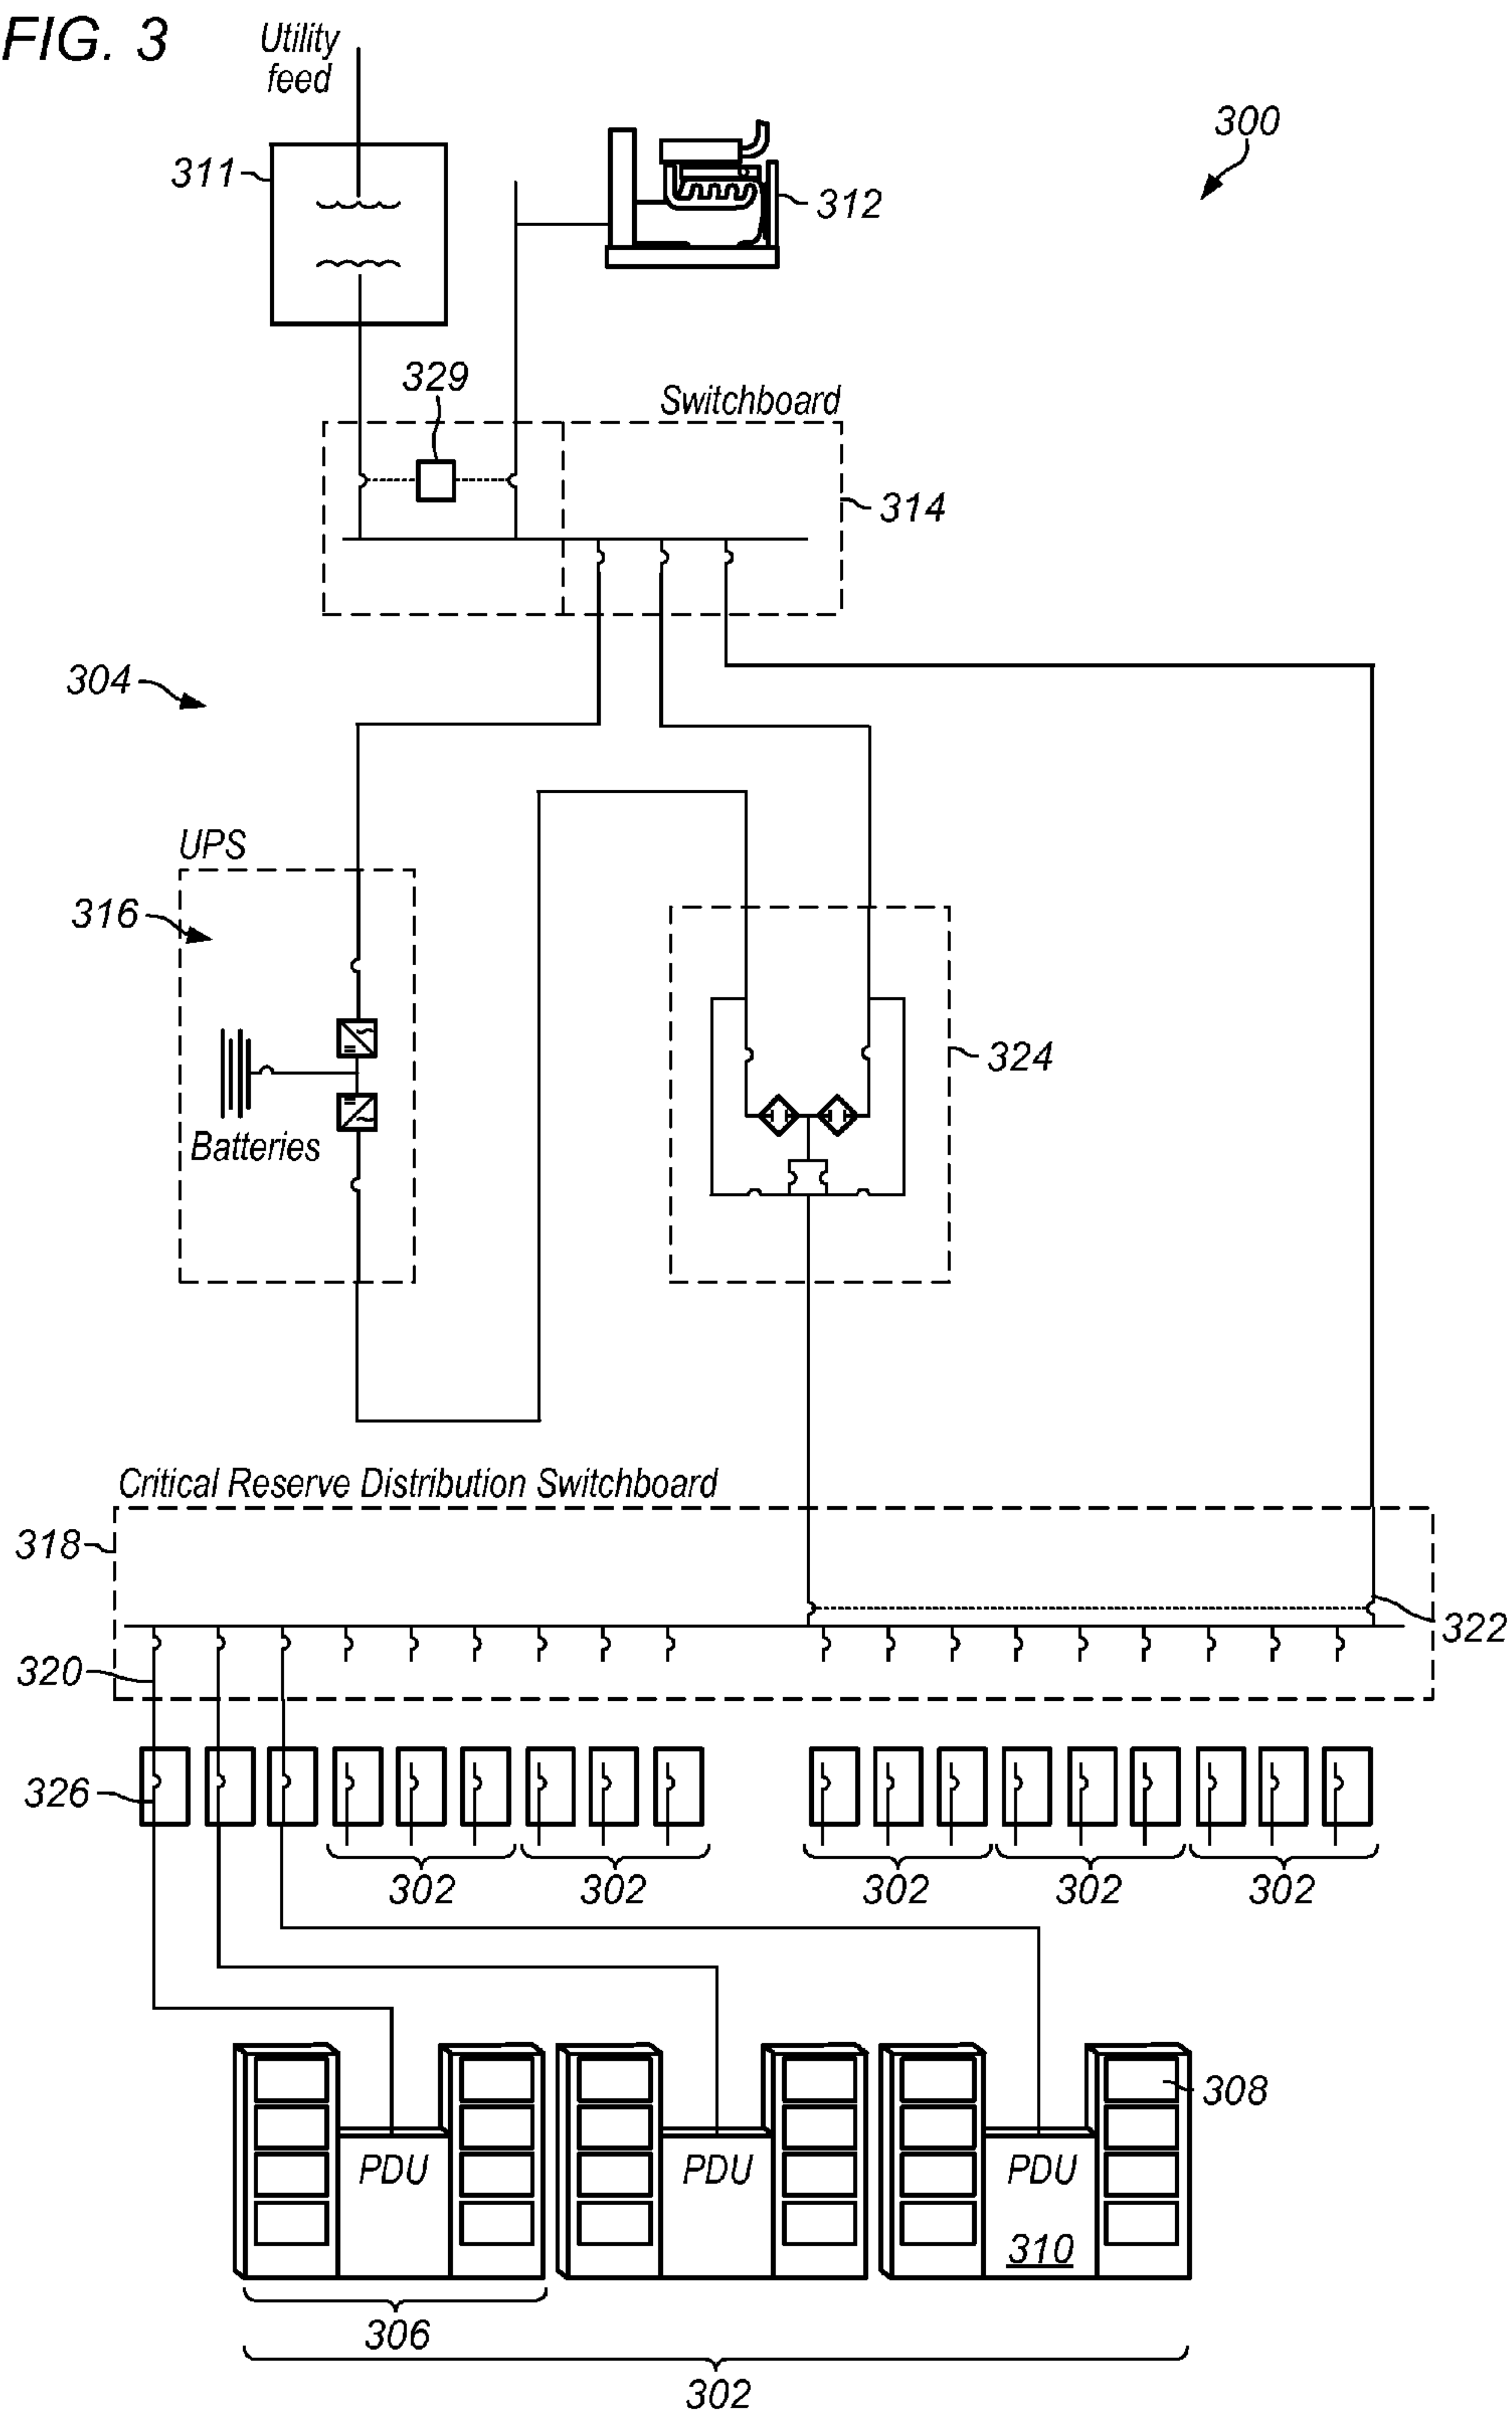 FIG. 3
Utility
feed
300
311
312
329
Switchboard
314
304
UPS
316
324
Batteries
Critical Reserve Distribution Switchboard
318
322
320
326
302
302
302
302
302
308
PDU
PDU
PDU
310
306
302